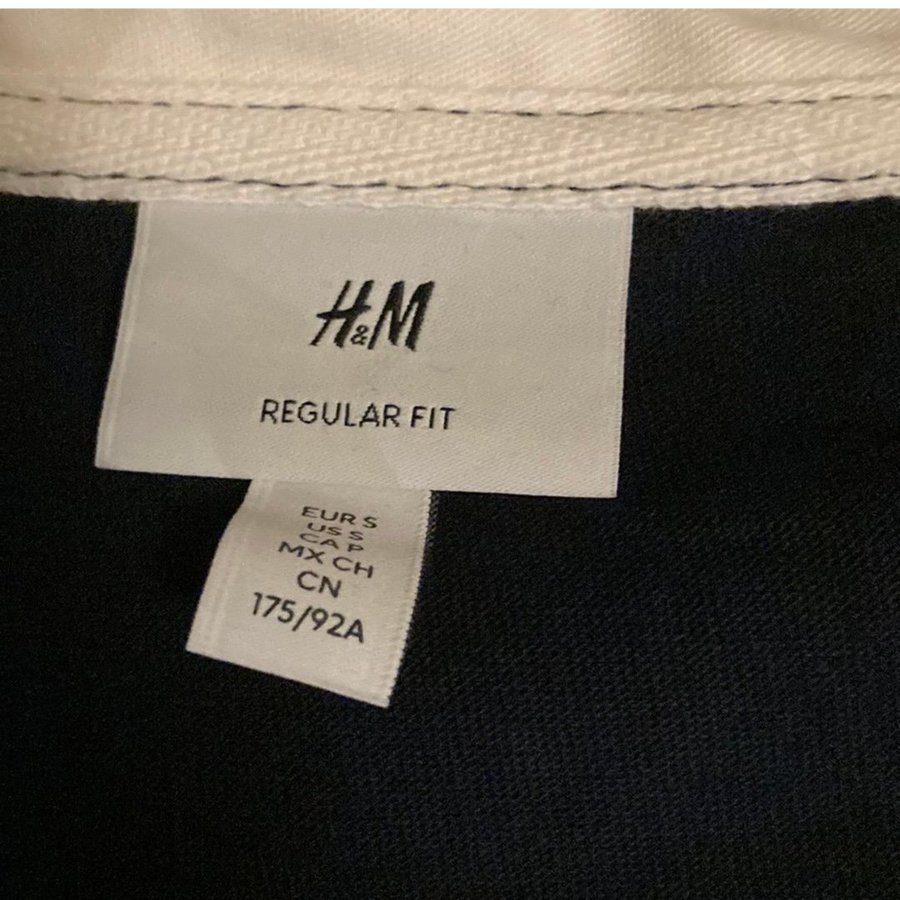 H&M
REGULAR FIT
EUR S
US S
CA P
MX CH
CN
175/92A